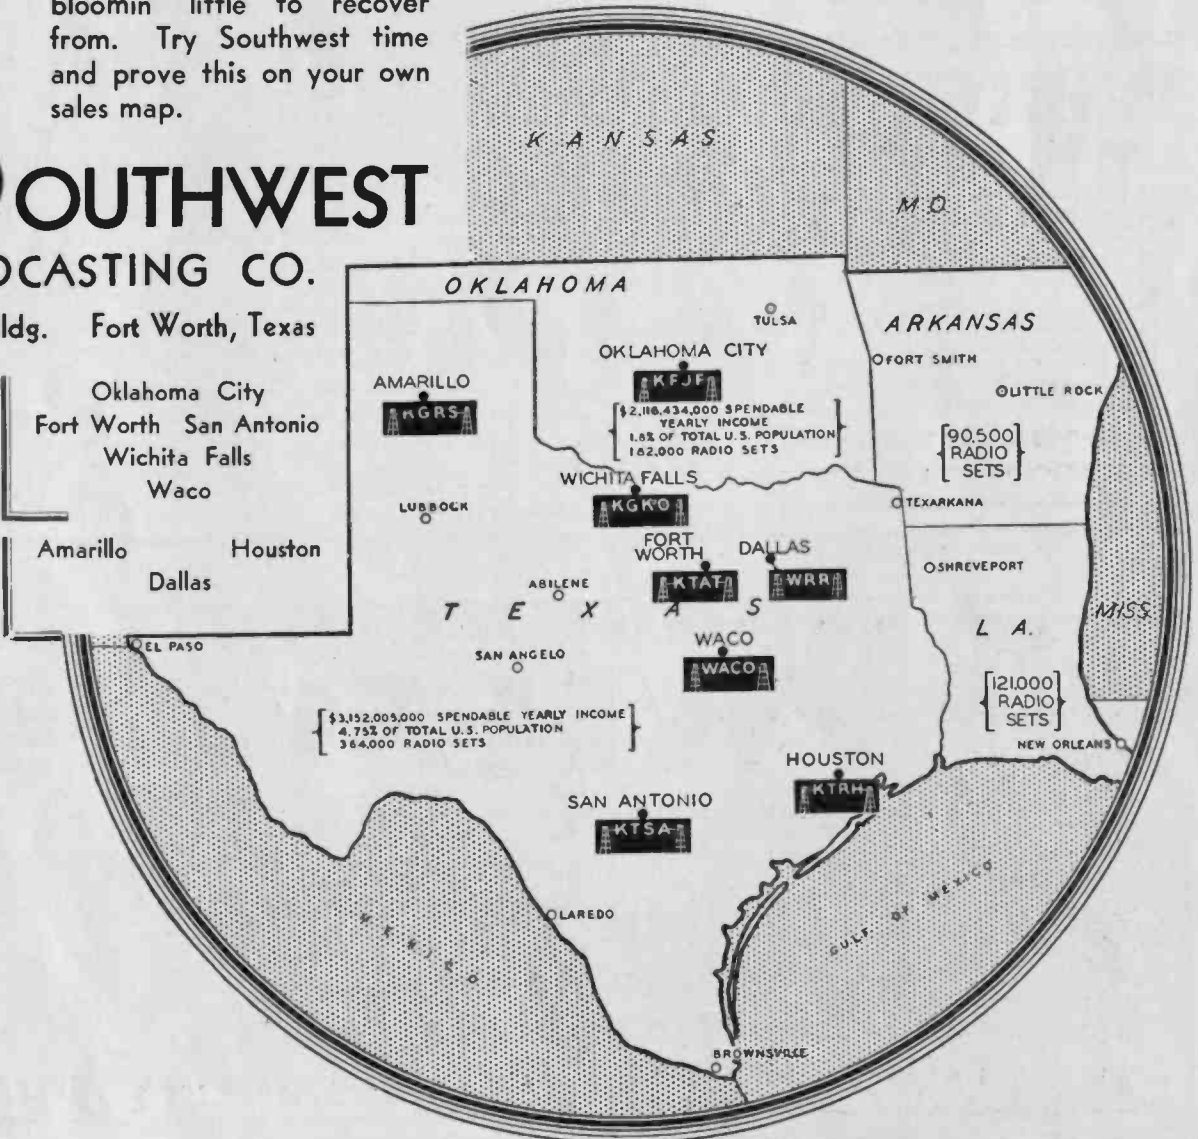 bloomin' little to recover
from. Try Southwest time
and prove this on your own
sales map.
OUTHWEST
DCASTING CO.
ldg. Fort Worth, Texas
Oklahoma City
Fort Worth San Antonio
Wichita Falls
Waco
Amarillo Houston
Dallas
KANSAS
MO.
OKLAHOMA
TULSA
ARKANSAS
OKLAHOMA CITY
KFJF
FORT SMITH
LITTLE ROCK
AMARILLO
KGRS
$2,116,434,000 SPENDABLE
YEARLY INCOME
1.8% OF TOTAL U.S. POPULATION
182,000 RADIO SETS
90,500
RADIO
SETS
WICHITA FALLS
KGKO
LUBBOCK
TEXARKANA
FORT
WORTH
KTAT
DALLAS
WRR
SHREVEPORT
ABILENE
TEXAS
MISS.
LA.
WACO
WACO
EL PASO
SAN ANGELO
121,000
RADIO
SETS
$3,152,005,000 SPENDABLE YEARLY INCOME
4.75% OF TOTAL U.S. POPULATION
364,000 RADIO SETS
NEW ORLEANS
HOUSTON
KTRH
SAN ANTONIO
KTSA
LAREDO
MEXICO
GULF OF MEXICO
BROWNSVILLE